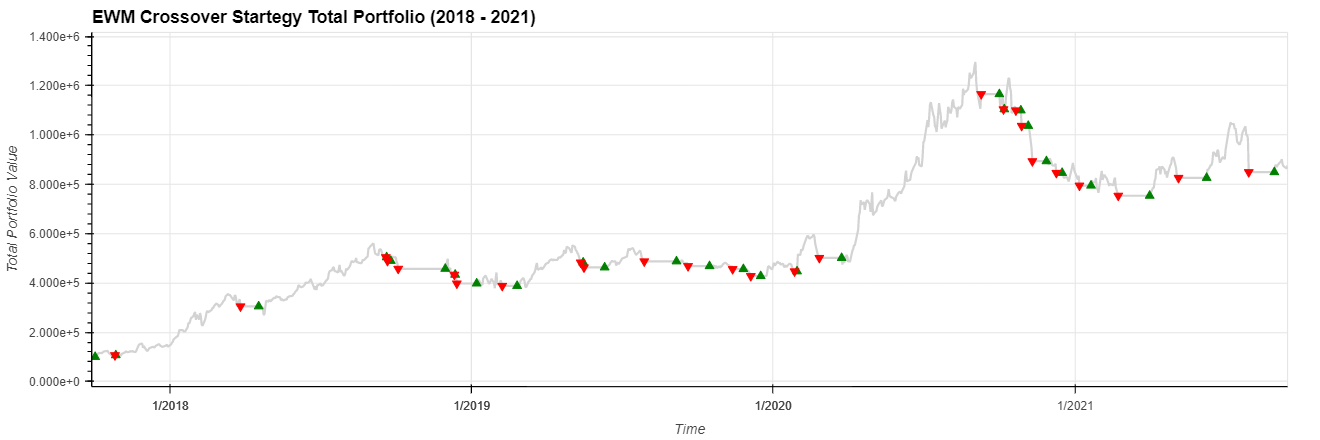 EWM Crossover Startegy Total Portfolio (2018 - 2021)
Total Portfolio Value
1.400e+6
1.200e+6
1.000e+6
8.000e+5
6.000e+5
4.000e+5
2.000e+5
0.000e+0
1/2018 1/2019 1/2020 1/2021
Time